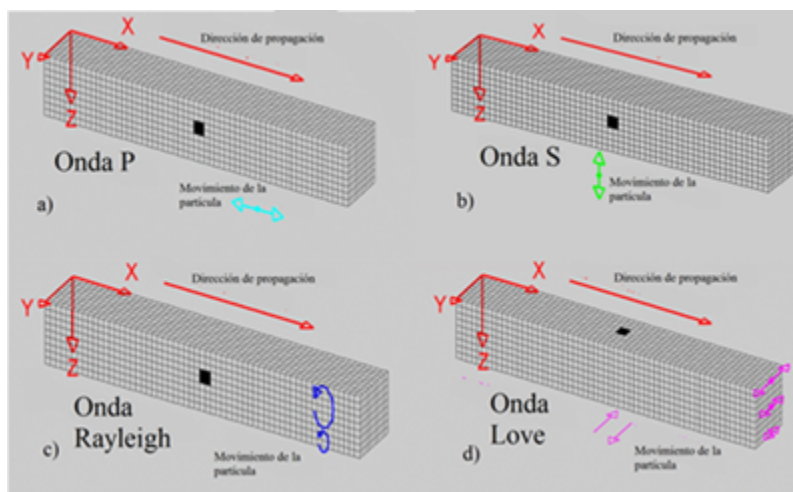 X
Dirección de propagación
Y
Z
Onda P
Movimiento de la
partícula
a)
X
Dirección de propagación
Y
Z
Onda S
Movimiento de la
partícula
b)
X
Dirección de propagación
Y
Z
Onda
Rayleigh
c)
Movimiento de la
partícula
X
Dirección de propagación
Y
Z
Onda
Love
d)
Movimiento de la
partícula